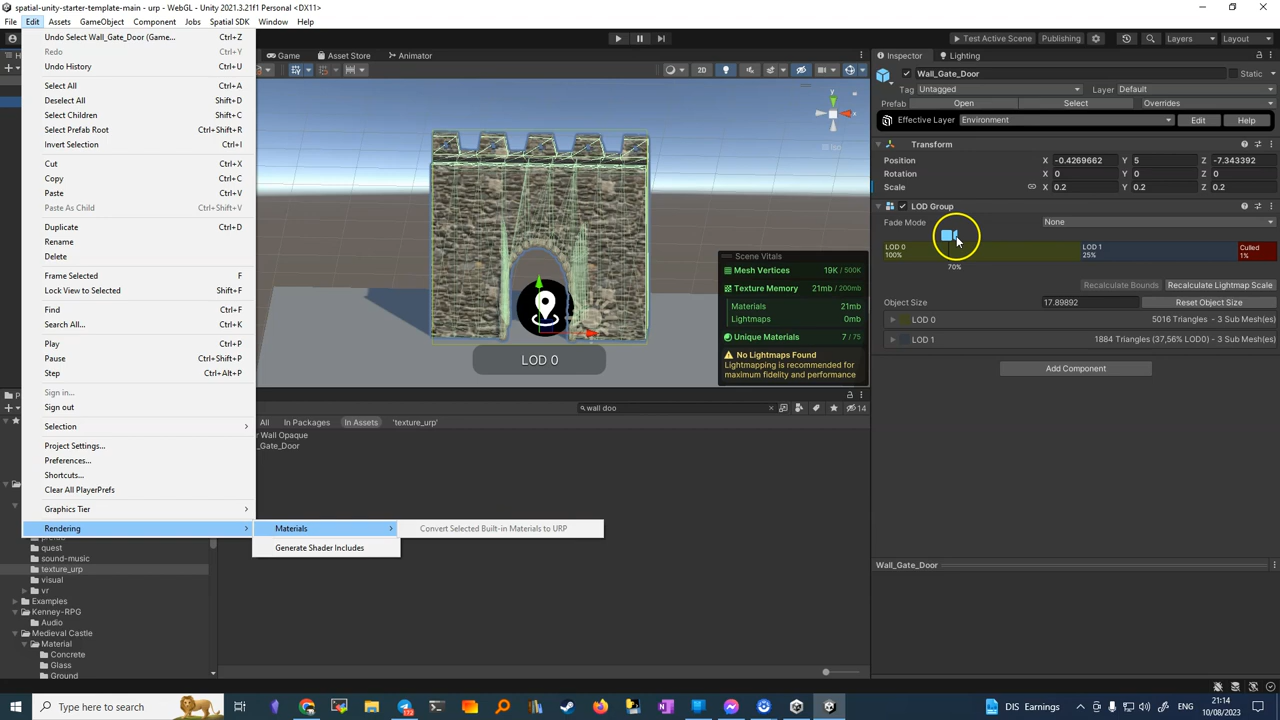 spatial-unity-starter-template-main - urp - WebGL - Unity 2021.3.21f1 Personal <DX11>
File Edit Assets GameObject Component Jobs Spatial SDK Window Help
Test Active Scene Publishing Layers Layout
Game Asset Store Animator
2D
Undo Select Wall_Gate_Door (Game... Ctrl+Z
Redo Ctrl+Y
Undo History Ctrl+U
Select All Ctrl+A
Deselect All Shift+D
Select Children Shift+C
Select Prefab Root Ctrl+Shift+R
Invert Selection Ctrl+I
Cut Ctrl+X
Copy Ctrl+C
Paste Ctrl+V
Paste As Child Ctrl+Shift+V
Duplicate Ctrl+D
Rename
Delete
Frame Selected F
Lock View to Selected Shift+F
Find Ctrl+F
Search All... Ctrl+K
Play Ctrl+P
Pause Ctrl+Shift+P
Step Ctrl+Alt+P
Sign in...
Sign out
Selection
Project Settings...
Preferences...
Shortcuts...
Clear All PlayerPrefs
Graphics Tier
Rendering
Materials
Generate Shader Includes
Convert Selected Built-in Materials to URP
y
x
Iso
LOD 0
Scene Vitals
Mesh Vertices 19K / 500K
Texture Memory 21mb / 200mb
Materials 21mb
Lightmaps 0mb
Unique Materials 7 / 75
No Lightmaps Found
Lightmapping is recommended for
maximum fidelity and performance
wall doo
14
All In Packages In Assets 'texture_urp'
Wall Opaque
_Gate_Door
prefab
quest
sound-music
texture_urp
visual
vr
Examples
Kenney-RPG
Audio
Medieval Castle
Material
Concrete
Glass
Ground
Inspector Lighting
Wall_Gate_Door Static
Tag Untagged Layer Default
Prefab Open Select Overrides
Effective Layer Environment Edit Help
Transform
Position X -0.4269662 Y 5 Z -7.343392
Rotation X 0 Y 0 Z 0
Scale X 0.2 Y 0.2 Z 0.2
LOD Group
Fade Mode None
LOD 0
100%
LOD 1
25%
Culled
1%
70%
Recalculate Bounds Recalculate Lightmap Scale
Object Size 17.89892 Reset Object Size
LOD 0 5016 Triangles - 3 Sub Mesh(es)
LOD 1 1884 Triangles (37,56% LOD0) - 3 Sub Mesh(es)
Add Component
Wall_Gate_Door
Type here to search
DIS Earnings
21:14
10/08/2023